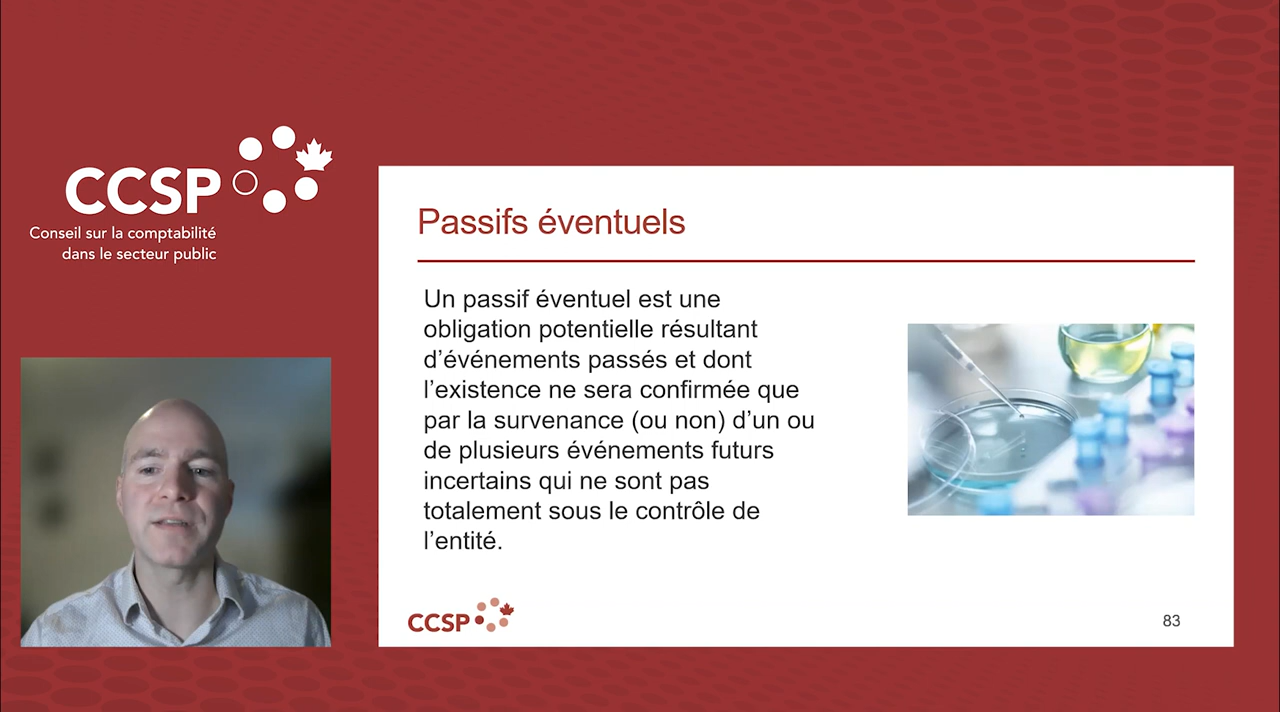 CCSP
Conseil sur la comptabilité
dans le secteur public
Passifs éventuels
Un passif éventuel est une
obligation potentielle résultant
d’événements passés et dont
l’existence ne sera confirmée que
par la survenance (ou non) d’un ou
de plusieurs événements futurs
incertains qui ne sont pas
totalement sous le contrôle de
l’entité.
CCSP
83